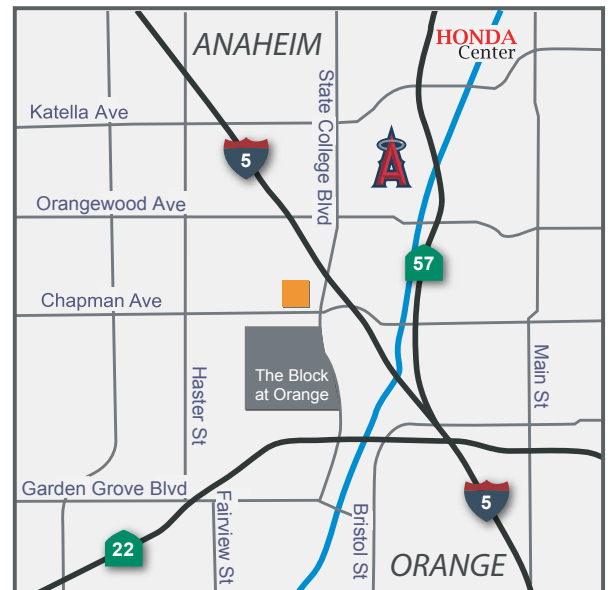 ANAHEIM
HONDA
Center
State College Blvd
Katella Ave
5
A
Orangewood Ave
57
Chapman Ave
The Block
at Orange
Haster St
Main St
Garden Grove Blvd
Fairview St
Bristol St
5
22
ORANGE